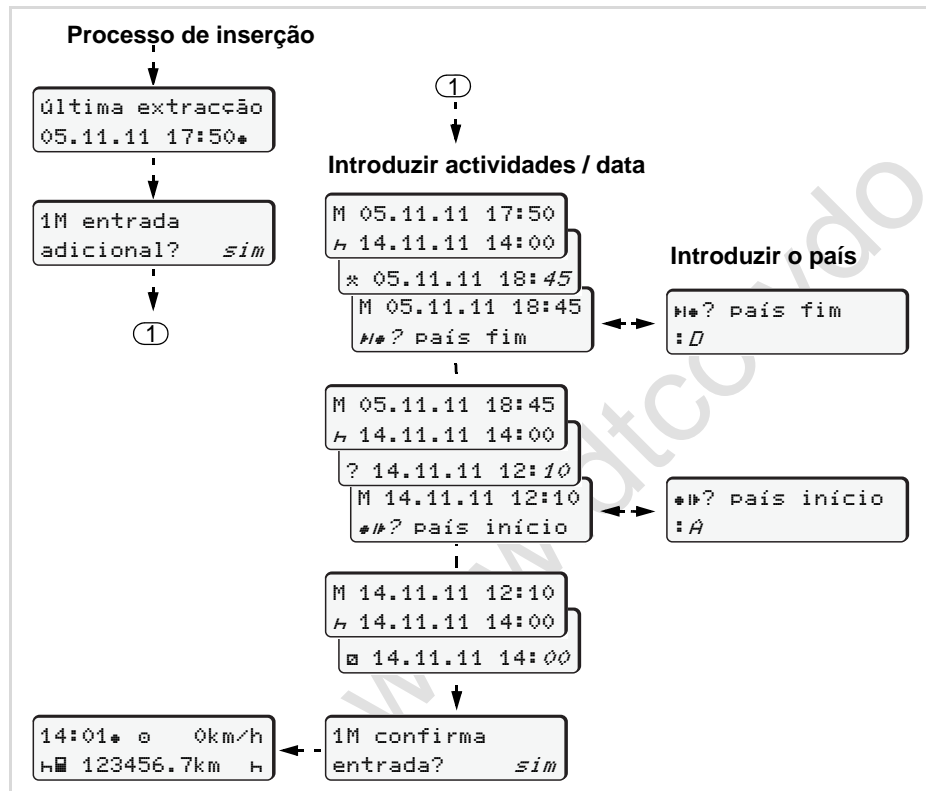 Processo de inserção
última extracção
05.11.11 17:50
1M entrada
adicional? sim
1
1
Introduzir actividades / data
M 05.11.11 17:50
14.11.11 14:00
05.11.11 18:45
M 05.11.11 18:45
? país fim
Introduzir o país
? país fim
:D
M 05.11.11 18:45
14.11.11 14:00
? 14.11.11 12:10
M 14.11.11 12:10
? país início
? país início
:A
M 14.11.11 12:10
14.11.11 14:00
14.11.11 14:00
1M confirma
entrada? sim
14:01 0km/h
123456.7km